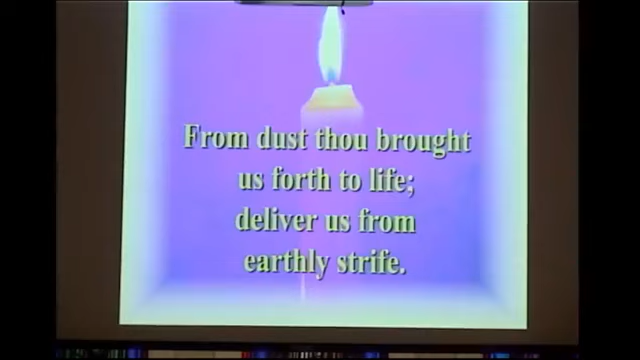 From dust thou brought
us forth to life;
deliver us from
earthly strife.